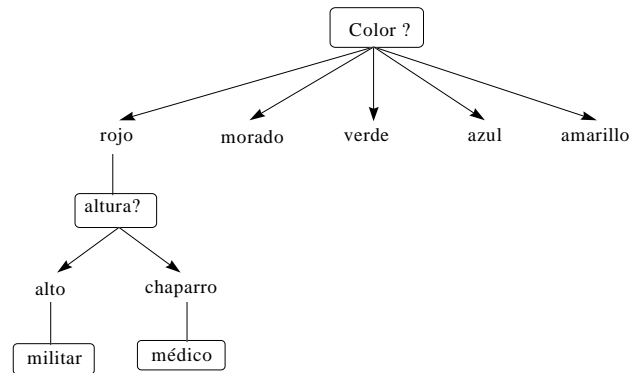 Color ?
rojo morado verde azul amarillo
altura?
alto chaparro
militar médico